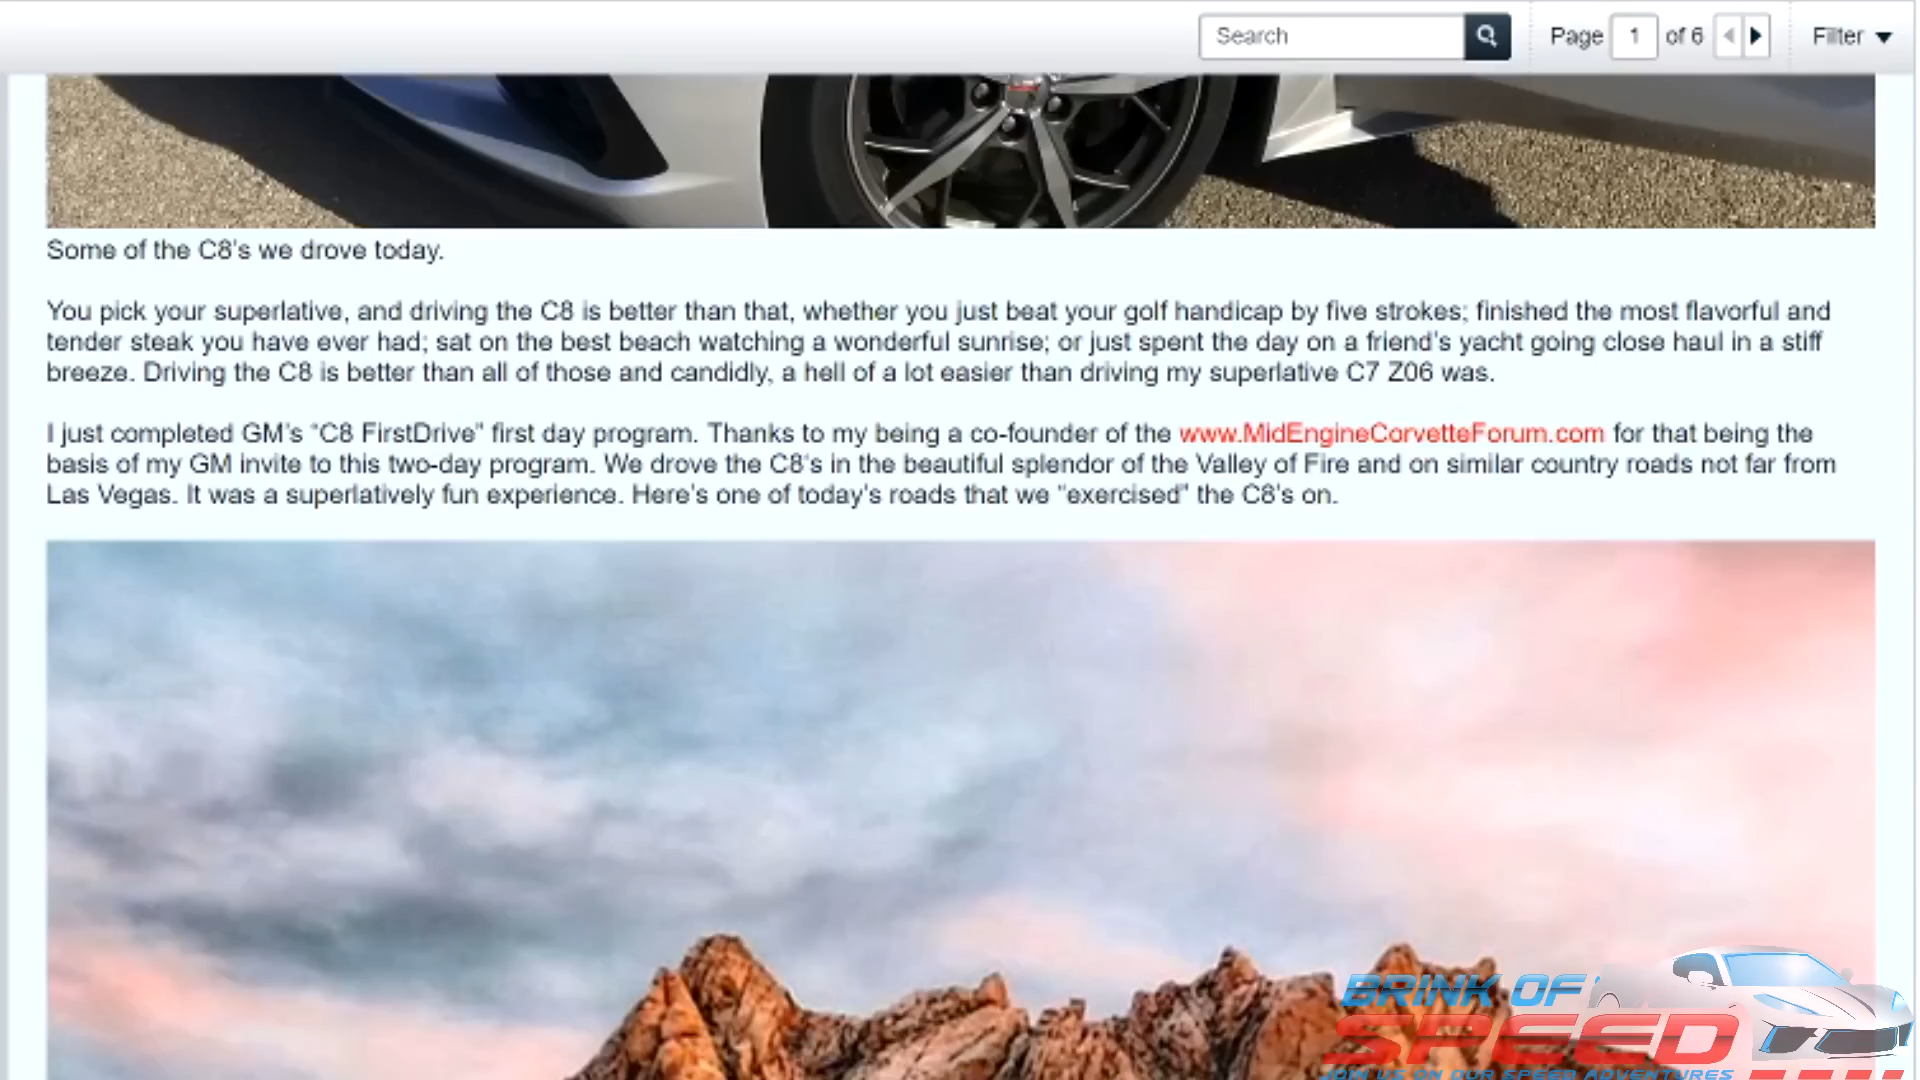 Search
Page 1 of 6
Filter
Some of the C8's we drove today.
You pick your superlative, and driving the C8 is better than that, whether you just beat your golf handicap by five strokes; finished the most flavorful and
tender steak you have ever had; sat on the best beach watching a wonderful sunrise; or just spent the day on a friend's yacht going close haul in a stiff
breeze. Driving the C8 is better than all of those and candidly, a hell of a lot easier than driving my superlative C7 Z06 was.
I just completed GM's “C8 FirstDrive” first day program. Thanks to my being a co-founder of the www.MidEngineCorvetteForum.com for that being the
basis of my GM invite to this two-day program. We drove the C8's in the beautiful splendor of the Valley of Fire and on similar country roads not far from
Las Vegas. It was a superlatively fun experience. Here's one of today's roads that we “exercised” the C8's on.
BRINK OF
SPEED
JOIN US ON OUR SPEED ADVENTURES